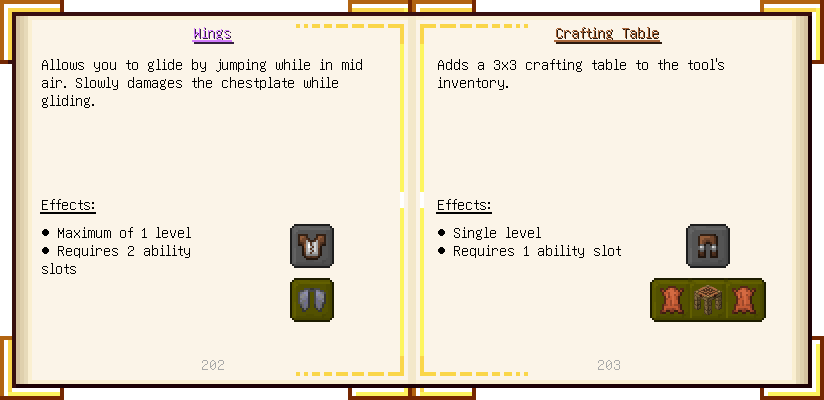 Wings
Allows you to glide by jumping while in mid
air. Slowly damages the chestplate while
gliding.
Effects:
● Maximum of 1 level
● Requires 2 ability
slots
202
Crafting Table
Adds a 3x3 crafting table to the tool's
inventory.
Effects:
● Single level
● Requires 1 ability slot
203